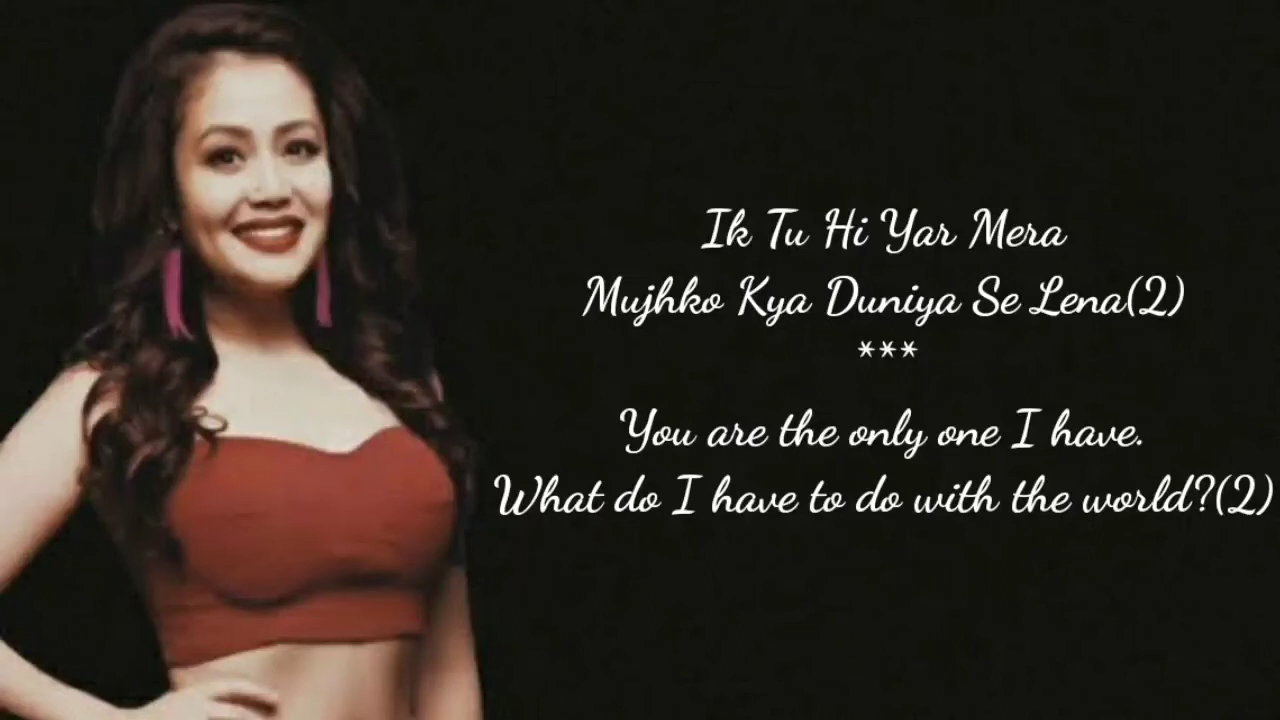 Ik Tu Hi Yar Mera
Mujhko Kya Duniya Se Lena(2)
***
You are the only one I have.
What do I have to do with the world?(2)